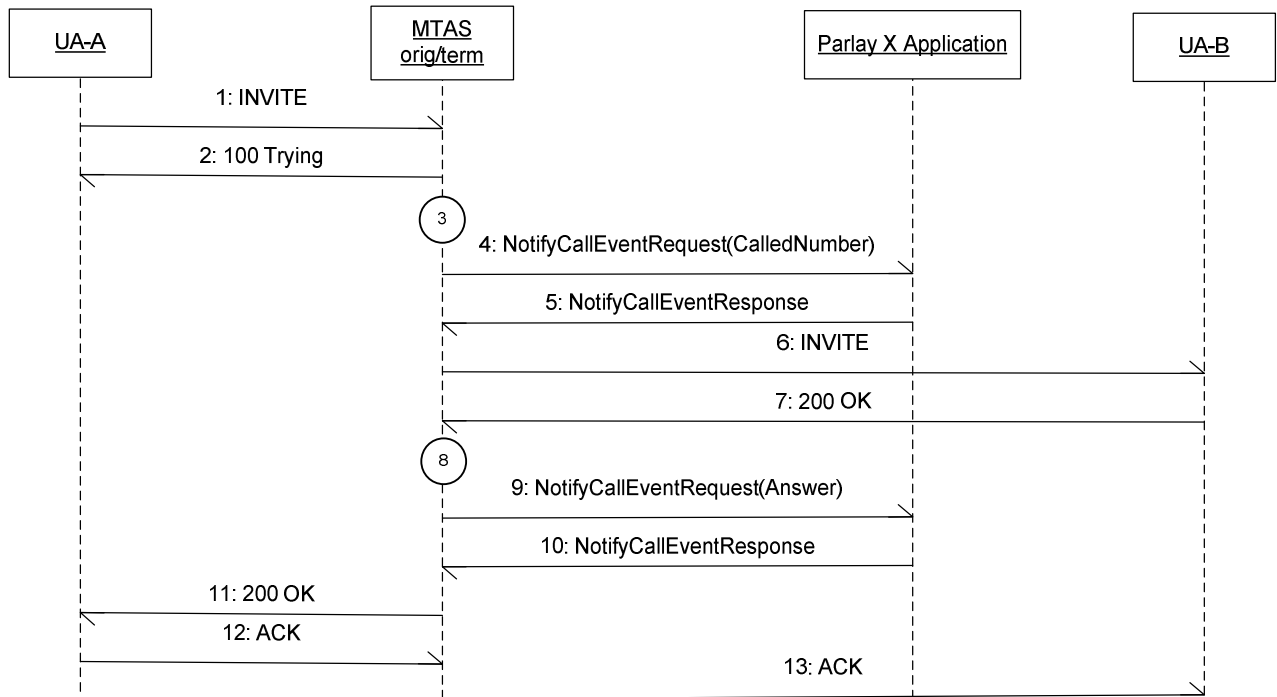 UA-A
MTAS
orig/term
Parlay X Application
UA-B
1: INVITE
2: 100 Trying
3
4: NotifyCallEventRequest(CalledNumber)
5: NotifyCallEventResponse
6: INVITE
7: 200 OK
8
9: NotifyCallEventRequest(Answer)
10: NotifyCallEventResponse
11: 200 OK
12: ACK
13: ACK